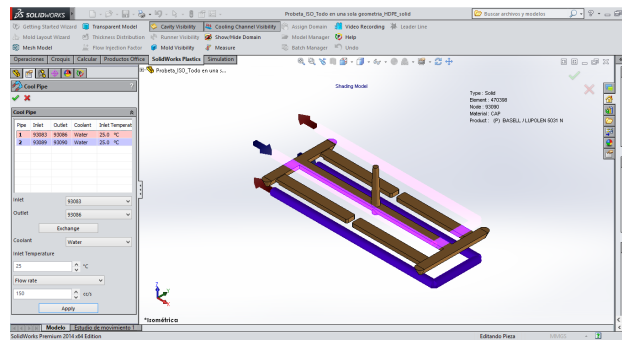 SOLIDWORKS
Probeta_ISO_Todo en una sola geometria_HDPE_solid
Buscar archivos y modelos
Getting Started Wizard
Transparent Model
Cavity Visibility
Cooling Channel Visibility
Assign Domain
Video Recording
Leader Line
Mold Layout Wizard
Thickness Distribution
Runner Visibility
Show/Hide Domain
Model Manager
Help
Mesh Model
Flow Injection Factor
Mold Visibility
Measure
Batch Manager
Undo
Operaciones
Croquis
Calcular
Productos Office
SolidWorks Plastics
Simulation
Probeta_ISO_Todo en una s...
Cool Pipe
?
Cool Pipe
Pipe Inlet Outlet Coolant Inlet Temperat
1 93083 93086 Water 25.0 °C
2 93089 93090 Water 25.0 °C
Inlet 93083
Outlet 93086
Exchange
Coolant Water
Inlet Temperature
25 °C
Flow rate
150 cc/s
Apply
Shading Model
Type : Solid
Element : 470398
Node : 93090
Material : CAP
Product : (P) BASELL / LUPOLEN 5031 N
*Isométrica
Modelo
Estudio de movimiento 1
SolidWorks Premium 2014 x64 Edition
Editando Pieza
MMGS